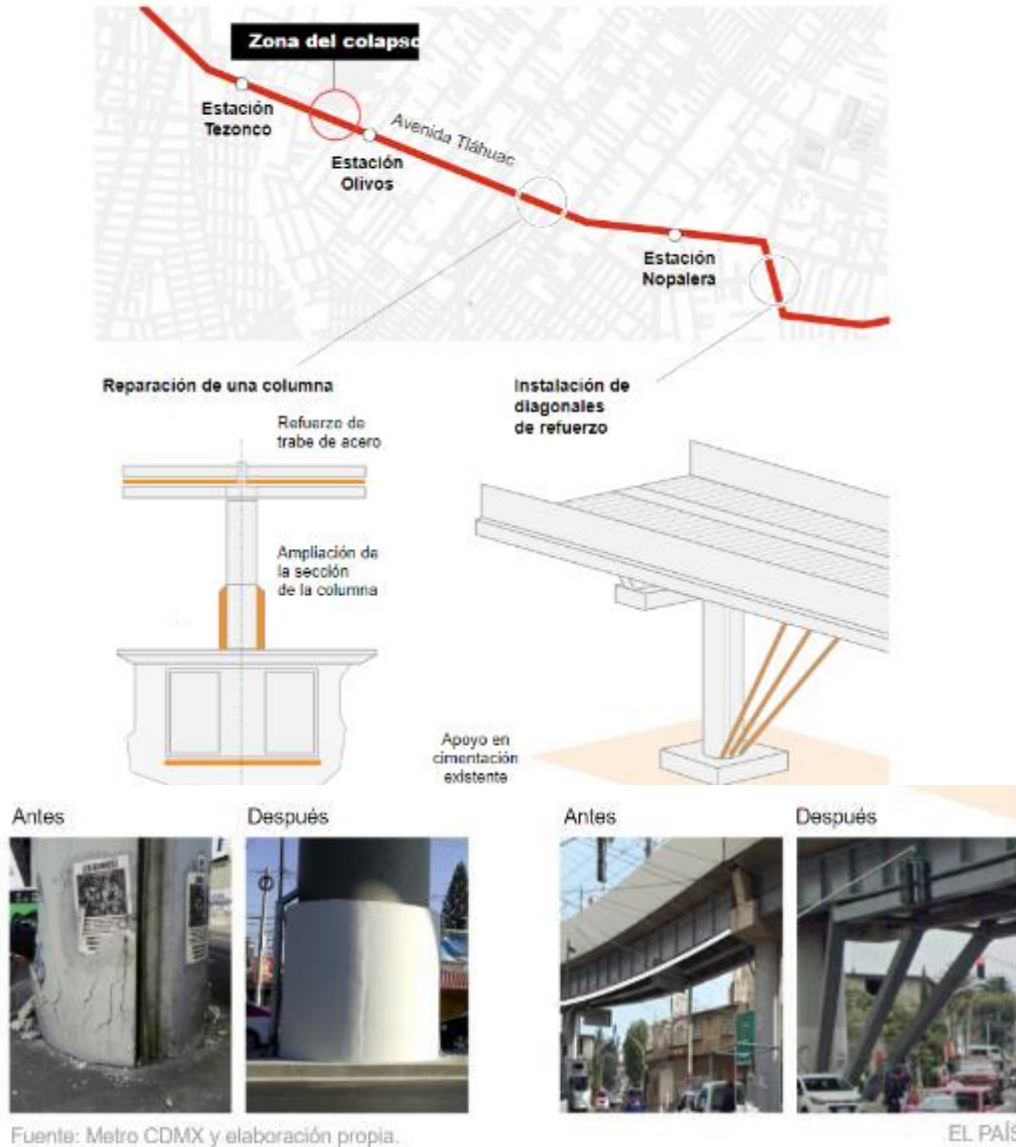 Zona del colapso
Estación
Tezonco
Avenida Tláhuac
Estación
Olivos
Estación
Nopalera
Reparación de una columna
Instalación de
diagonales
de refuerzo
Refuerzo de
trabe de acero
Ampliación de
la sección
de la columna
Apoyo en
cimentación
existente
Antes
Después
Antes
Después
Fuente: Metro CDMX y elaboración propia.
EL PAÍS